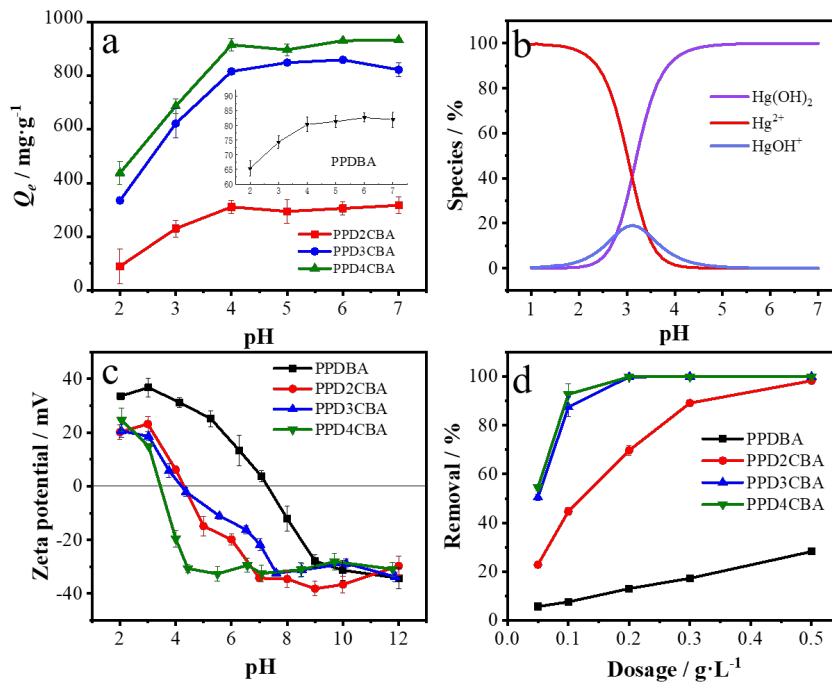 a
1000
800
600
400
200
0
Qe / mg·g⁻¹
2 3 4 5 6 7
pH
90
85
80
75
70
65
60
2 3 4 5 6 7
PPDBA
PPD2CBA
PPD3CBA
PPD4CBA
b
100
80
60
40
20
0
Species / %
1 2 3 4 5 6 7
pH
Hg(OH)₂
Hg²⁺
HgOH⁺
c
40
20
0
-20
-40
Zeta potential / mV
2 4 6 8 10 12
pH
PPDBA
PPD2CBA
PPD3CBA
PPD4CBA
d
100
80
60
40
20
0
Removal / %
0.0 0.1 0.2 0.3 0.4 0.5
Dosage / g·L⁻¹
PPDBA
PPD2CBA
PPD3CBA
PPD4CBA